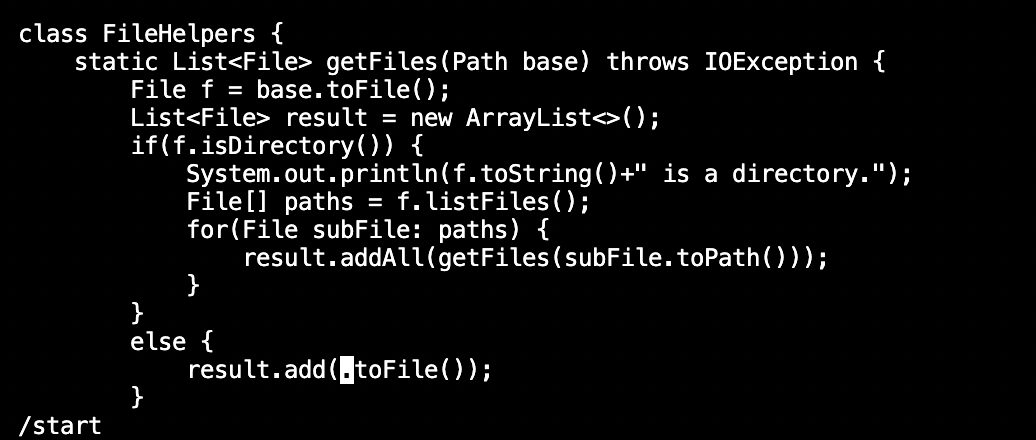 class FileHelpers {
    static List<File> getFiles(Path base) throws IOException {
        File f = base.toFile();
        List<File> result = new ArrayList<>();
        if(f.isDirectory()) {
            System.out.println(f.toString()+" is a directory.");
            File[] paths = f.listFiles();
            for(File subFile: paths) {
                result.addAll(getFiles(subFile.toPath()));
            }
        }
        else {
            result.add(.toFile());
        }
/start